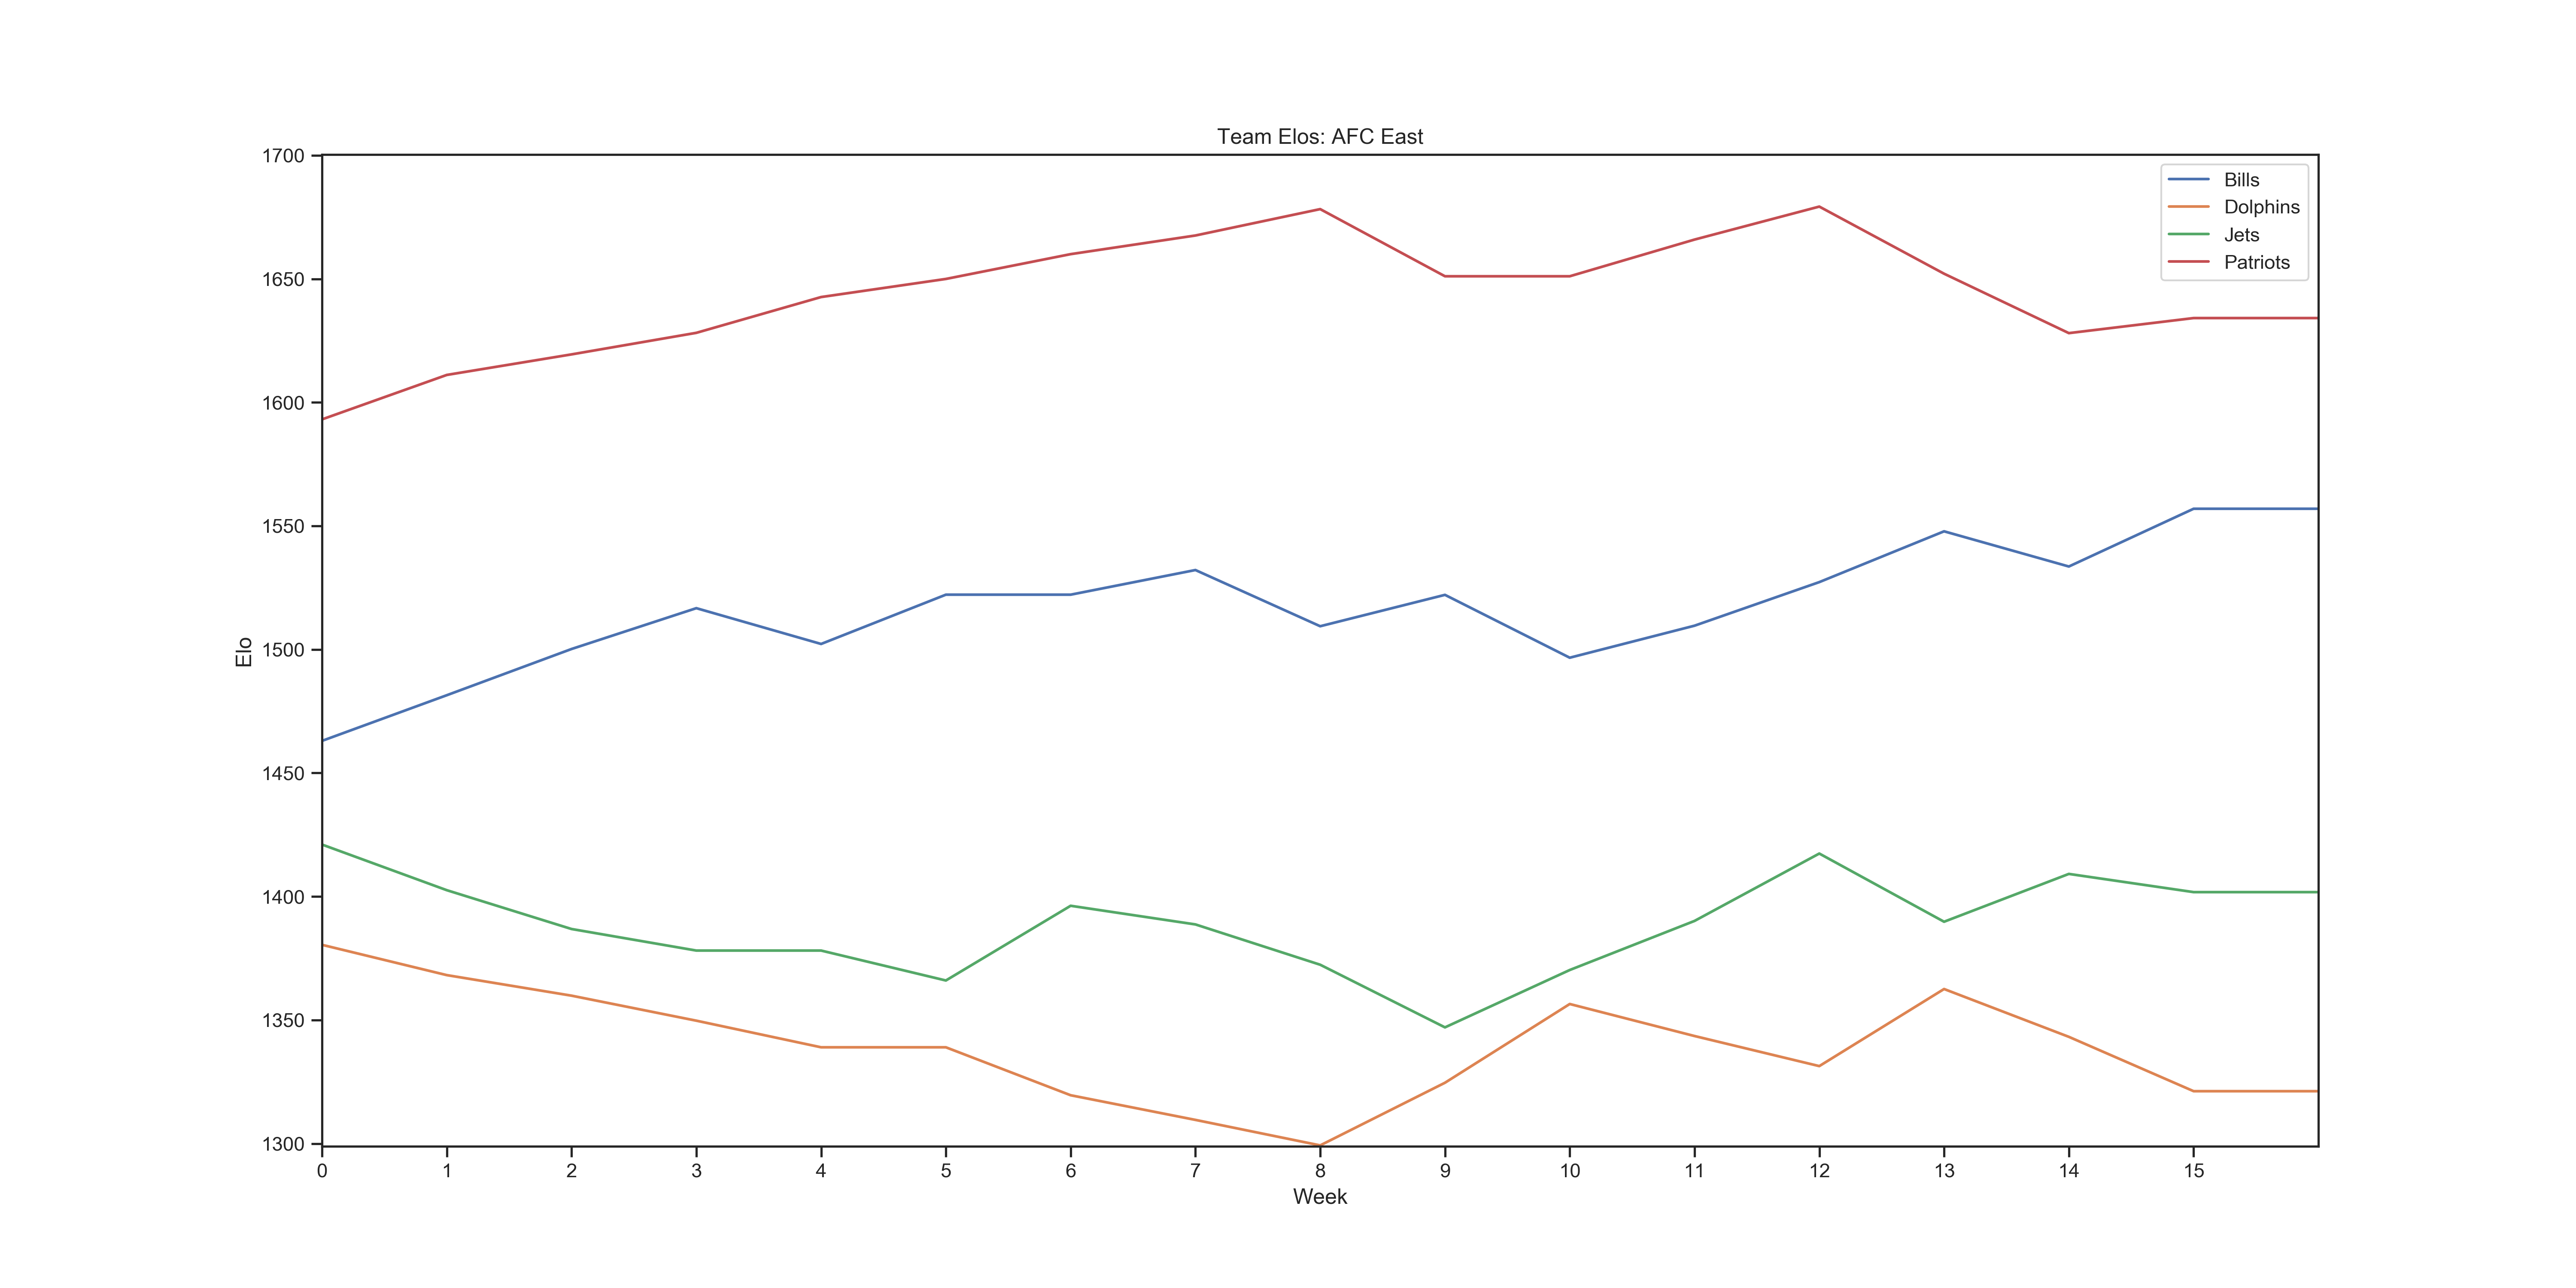 Team Elos: AFC East
1700
1650
1600
1550
1500
1450
1400
1350
1300
Elo
Bills
Dolphins
Jets
Patriots
0 1 2 3 4 5 6 7 8 9 10 11 12 13 14 15
Week